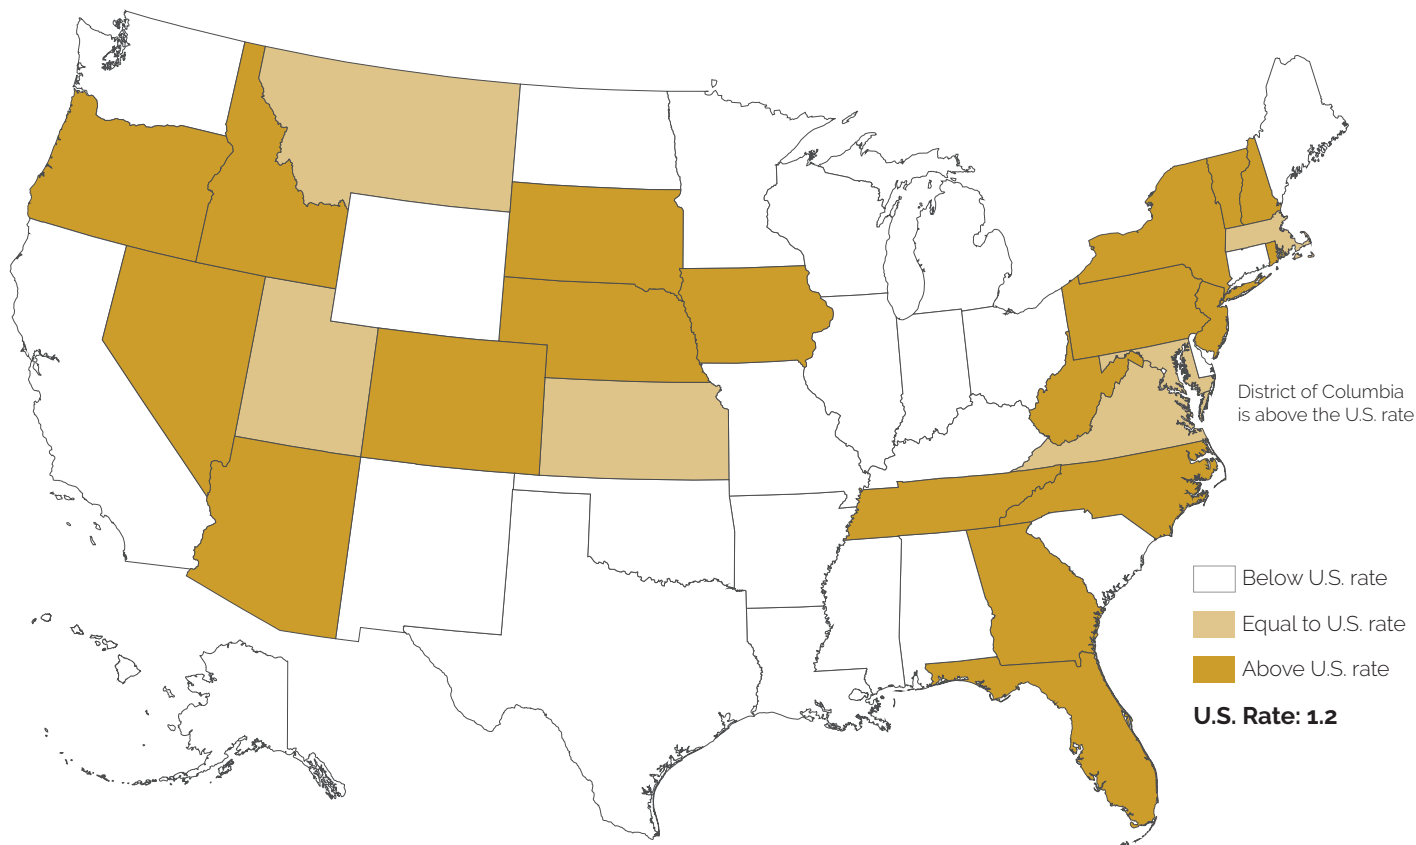 District of Columbia
is above the U.S. rate
Below U.S. rate
Equal to U.S. rate
Above U.S. rate
U.S. Rate: 1.2